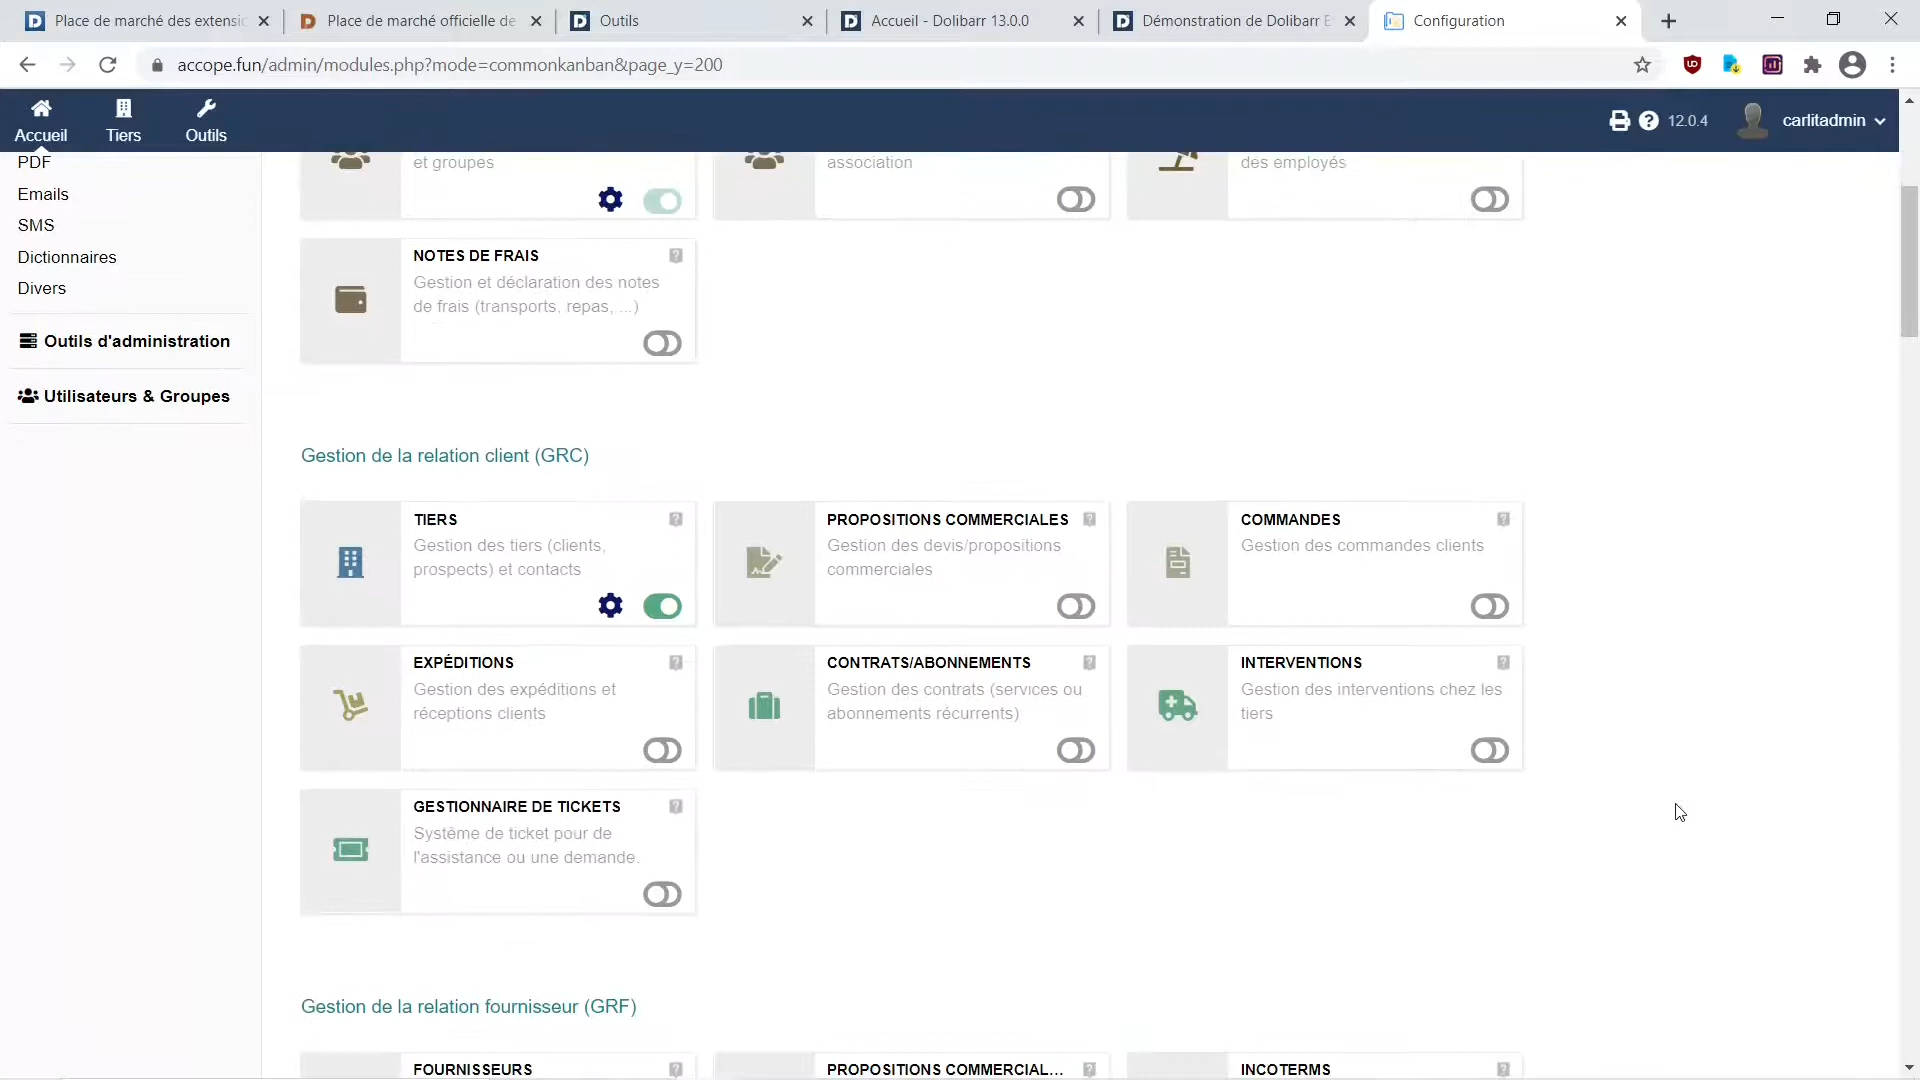 Place de marché des extensic
Place de marché officielle de
Outils
Accueil - Dolibarr 13.0.0
Démonstration de Dolibarr E
Configuration
accope.fun/admin/modules.php?mode=commonkanban&page_y=200
Accueil
Tiers
Outils
12.0.4
carlitadmin
PDF
Emails
SMS
Dictionnaires
Divers
Outils d'administration
Utilisateurs & Groupes
et groupes
association
des employés
NOTES DE FRAIS
Gestion et déclaration des notes
de frais (transports, repas, ...)
Gestion de la relation client (GRC)
TIERS
Gestion des tiers (clients,
prospects) et contacts
PROPOSITIONS COMMERCIALES
Gestion des devis/propositions
commerciales
COMMANDES
Gestion des commandes clients
EXPÉDITIONS
Gestion des expéditions et
réceptions clients
CONTRATS/ABONNEMENTS
Gestion des contrats (services ou
abonnements récurrents)
INTERVENTIONS
Gestion des interventions chez les
tiers
GESTIONNAIRE DE TICKETS
Système de ticket pour de
l'assistance ou une demande.
Gestion de la relation fournisseur (GRF)
FOURNISSEURS
PROPOSITIONS COMMERCIAL...
INCOTERMS